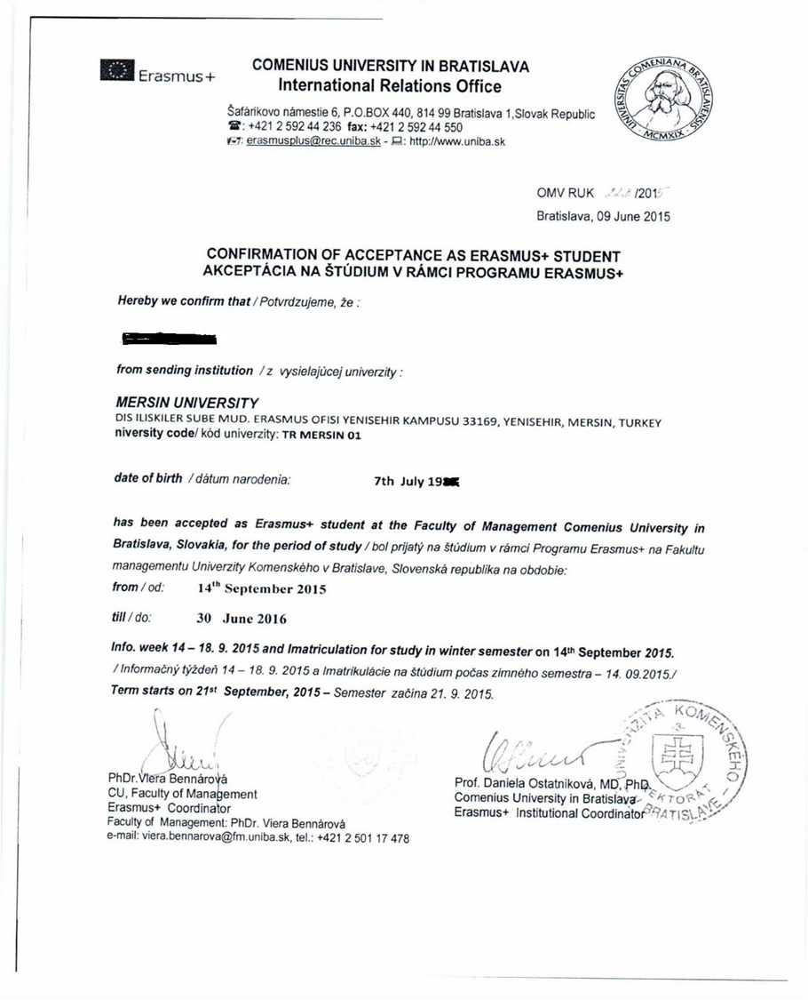 Erasmus+
COMENIUS UNIVERSITY IN BRATISLAVA
International Relations Office
Šafárikovo námestie 6, P.O.BOX 440, 814 99 Bratislava 1,Slovak Republic
☎: +421 2 592 44 236 fax: +421 2 592 44 550
: erasmusplus@rec.uniba.sk - 💻: http://www.uniba.sk
UNIVERSITAS COMENIANA BRATISLAVENSIS
MCMXIX
OMV RUK /2015
Bratislava, 09 June 2015
CONFIRMATION OF ACCEPTANCE AS ERASMUS+ STUDENT
AKCEPTÁCIA NA ŠTÚDIUM V RÁMCI PROGRAMU ERASMUS+
Hereby we confirm that / Potvrdzujeme, že :
from sending institution / z vysielajúcej univerzity :
MERSIN UNIVERSITY
DIS ILISKILER SUBE MUD. ERASMUS OFISI YENISEHIR KAMPUSU 33169, YENISEHIR, MERSIN, TURKEY
niversity code/ kód univerzity: TR MERSIN 01
date of birth / dátum narodenia: 7th July 19
has been accepted as Erasmus+ student at the Faculty of Management Comenius University in
Bratislava, Slovakia, for the period of study / bol prijatý na štúdium v rámci Programu Erasmus+ na Fakultu
managementu Univerzity Komenského v Bratislave, Slovenská republika na obdobie:
from / od: 14th September 2015
till / do: 30 June 2016
Info. week 14 – 18. 9. 2015 and Imatriculation for study in winter semester on 14th September 2015.
/ Informačný týždeň 14 – 18. 9. 2015 a Imatrikulácie na štúdium počas zimného semestra – 14. 09.2015./
Term starts on 21st September, 2015 – Semester začína 21. 9. 2015.
PhDr.Viera Bennárová
CU, Faculty of Management
Erasmus+ Coordinator
Faculty of Management: PhDr. Viera Bennárová
e-mail: viera.bennarova@fm.uniba.sk, tel.: +421 2 501 17 478
Prof. Daniela Ostatníková, MD, PhD.
Comenius University in Bratislava
Erasmus+ Institutional Coordinator
UNIVERZITA KOMENSKÉHO
-3-
REKTORÁT
BRATISLAVE